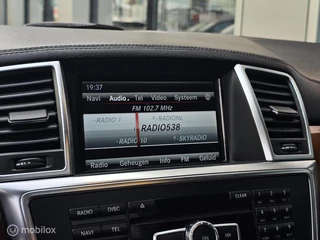 19:37
Navi Audio Tel Video Systeem
FM 102.7 MHz
RADIO 1 RADIONL
RADIO538
RADIO 10 SKYRADIO
Radio Geheugen Info FM Geluid
CLEAR
RADIO DISC
NAVI TEL
© mobilox